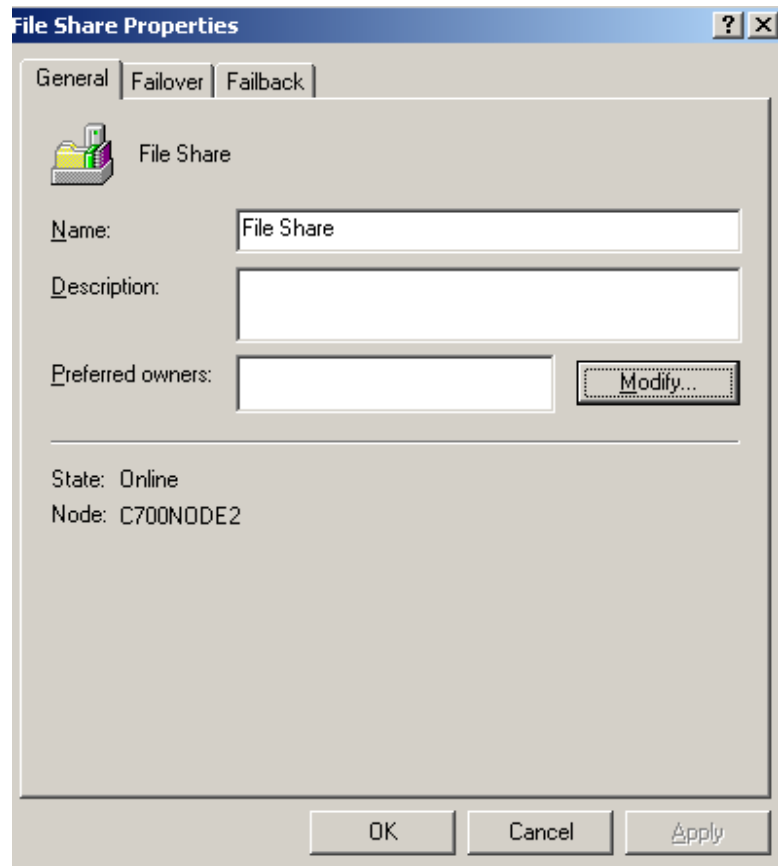 File Share Properties
General Failover Failback
File Share
Name: File Share
Description:
Preferred owners: Modify...
State: Online
Node: C700NODE2
OK Cancel Apply